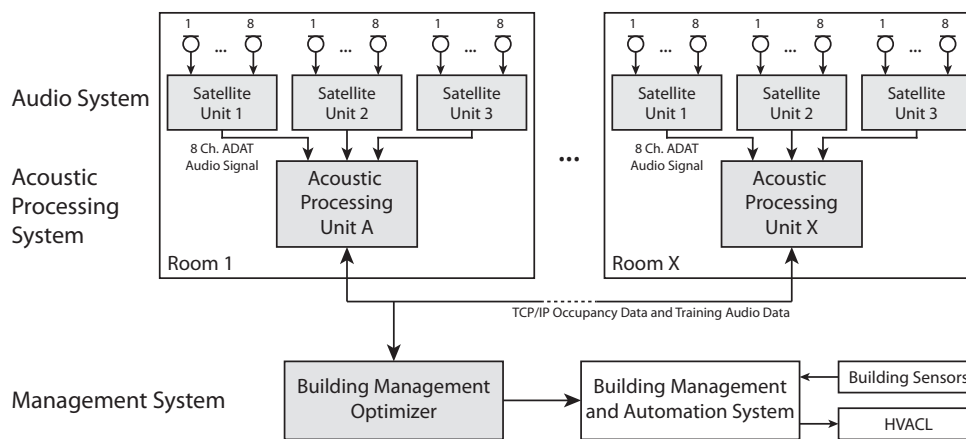 1 8 1 8 1 8 1 8 1 8 1 8
... ... ... ... ... ...
Audio System
Satellite
Unit 1
Satellite
Unit 2
Satellite
Unit 3
Satellite
Unit 1
Satellite
Unit 2
Satellite
Unit 3
8 Ch. ADAT
Audio Signal
8 Ch. ADAT
Audio Signal
...
Acoustic
Processing
System
Acoustic
Processing
Unit A
Acoustic
Processing
Unit X
Room 1
Room X
TCP/IP Occupancy Data and Training Audio Data
Management System
Building Management
Optimizer
Building Management
and Automation System
Building Sensors
HVACL